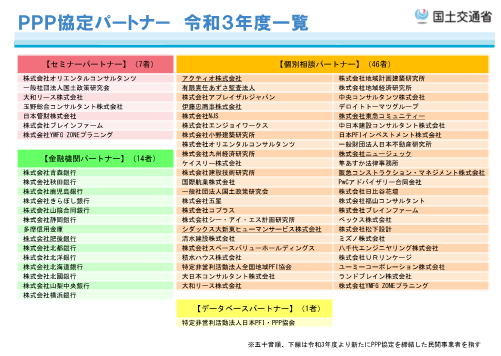 PPP協定パートナー 令和3年度一覧
国土交通省
【セミナーパートナー】（7者）
株式会社オリエンタルコンサルタンツ
一般社団法人国土政策研究会
大和リース株式会社
玉野総合コンサルタント株式会社
日本管財株式会社
株式会社ブレインファーム
株式会社YMFG ZONEプラニング
【金融機関パートナー】（14者）
株式会社青森銀行
株式会社秋田銀行
株式会社鹿児島銀行
株式会社きらぼし銀行
株式会社山陰合同銀行
株式会社静岡銀行
多摩信用金庫
株式会社肥後銀行
株式会社北都銀行
株式会社北洋銀行
株式会社北海道銀行
株式会社北國銀行
株式会社山梨中央銀行
株式会社横浜銀行
【個別相談パートナー】（46者）
アクティオ株式会社
有限責任あずさ監査法人
株式会社アプレイザルジャパン
伊藤忠商事株式会社
株式会社NJS
株式会社エンジョイワークス
株式会社小野建築研究所
株式会社オリエンタルコンサルタンツ
株式会社九州経済研究所
ケイスリー株式会社
株式会社建設技術研究所
国際航業株式会社
一般社団法人国土政策研究会
株式会社五星
株式会社コプラス
株式会社シー・アイ・エス計画研究所
シダックス大新東ヒューマンサービス株式会社
清水建設株式会社
株式会社スペースバリューホールディングス
積水ハウス株式会社
特定非営利活動法人全国地域PFI協会
大日本コンサルタント株式会社
大和リース株式会社
株式会社地域計画建築研究所
株式会社地域経済研究所
中央コンサルタンツ株式会社
デロイトトーマツグループ
株式会社東急コミュニティー
中日本建設コンサルタント株式会社
日本PFIインベストメント株式会社
一般財団法人日本不動産研究所
株式会社ニュージェック
隼あすか法律事務所
阪急コンストラクション・マネジメント株式会社
PwCアドバイザリー合同会社
株式会社日比谷花壇
株式会社福山コンサルタント
株式会社ブレインファーム
ベックス株式会社
株式会社松下設計
ミズノ株式会社
八千代エンジニヤリング株式会社
株式会社URリンケージ
ユーミーコーポレーション株式会社
ランドブレイン株式会社
株式会社YMFG ZONEプラニング
【データベースパートナー】（1者）
特定非営利活動法人日本PFI・PPP協会
※五十音順、下線は令和3年度より新たにPPP協定を締結した民間事業者を指す